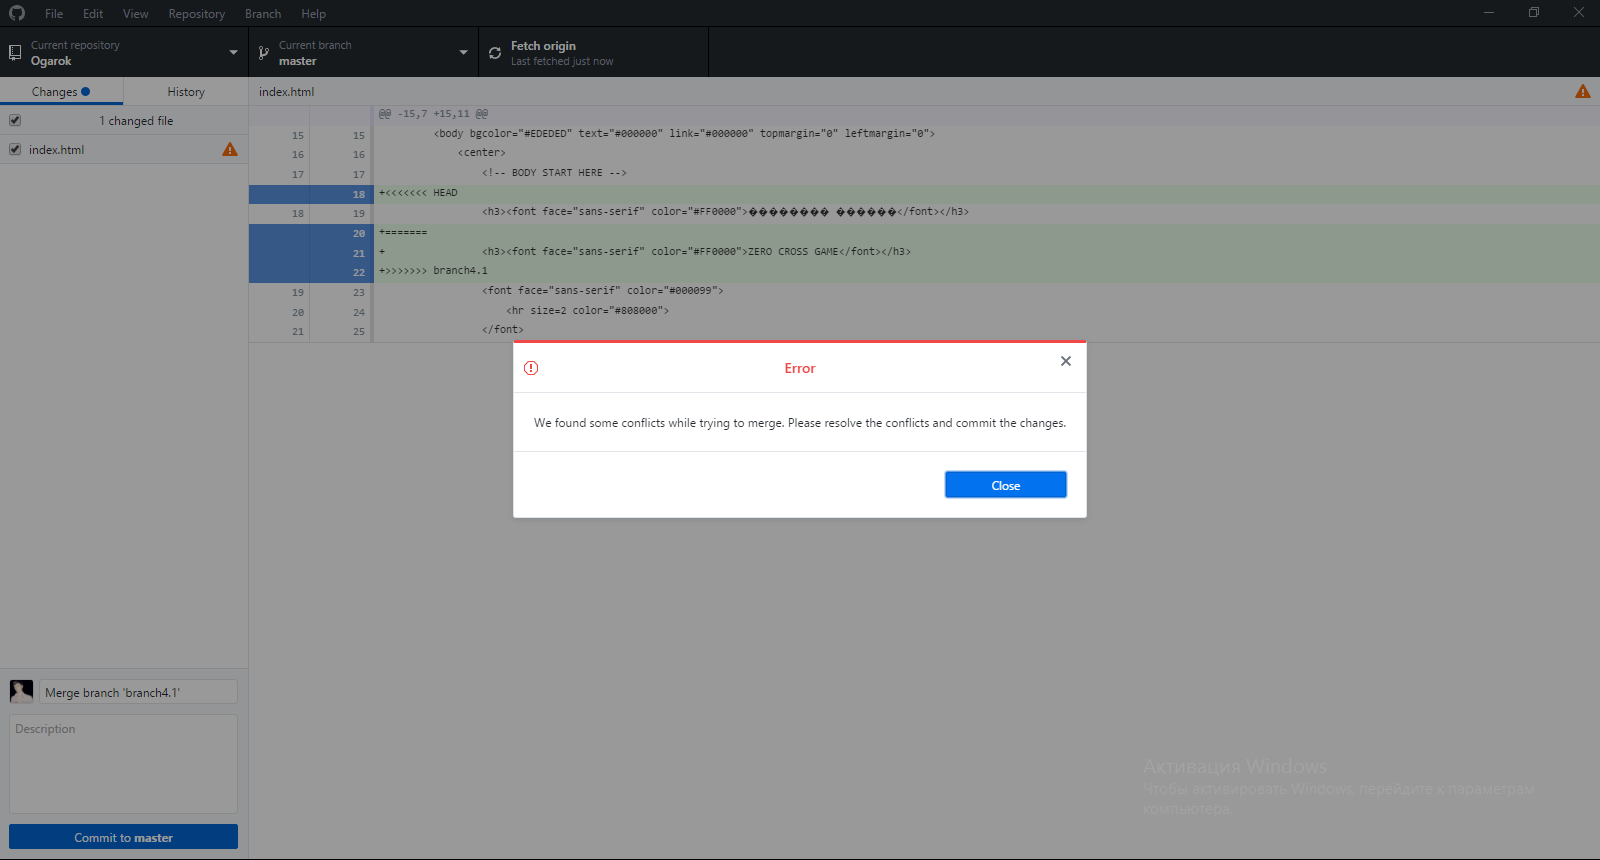 File Edit View Repository Branch Help
Current repository
Ogarok
Current branch
master
Fetch origin
Last fetched just now
Changes
History
1 changed file
index.html
index.html
@@ -15,7 +15,11 @@
15 15 <body bgcolor="#EDEDED" text="#000000" link="#000000" topmargin="0" leftmargin="0">
16 16 <center>
17 17 <!-- BODY START HERE -->
18 +<<<<<<< HEAD
18 19 <h3><font face="sans-serif" color="#FF0000">�������� ������</font></h3>
20 +=======
21 + <h3><font face="sans-serif" color="#FF0000">ZERO CROSS GAME</font></h3>
22 +>>>>>>> branch4.1
19 23 <font face="sans-serif" color="#000099">
20 24 <hr size=2 color="#808000">
21 25 </font>
Error
We found some conflicts while trying to merge. Please resolve the conflicts and commit the changes.
Close
Merge branch 'branch4.1'
Description
Commit to master
Активация Windows
Чтобы активировать Windows, перейдите к параметрам
компьютера.